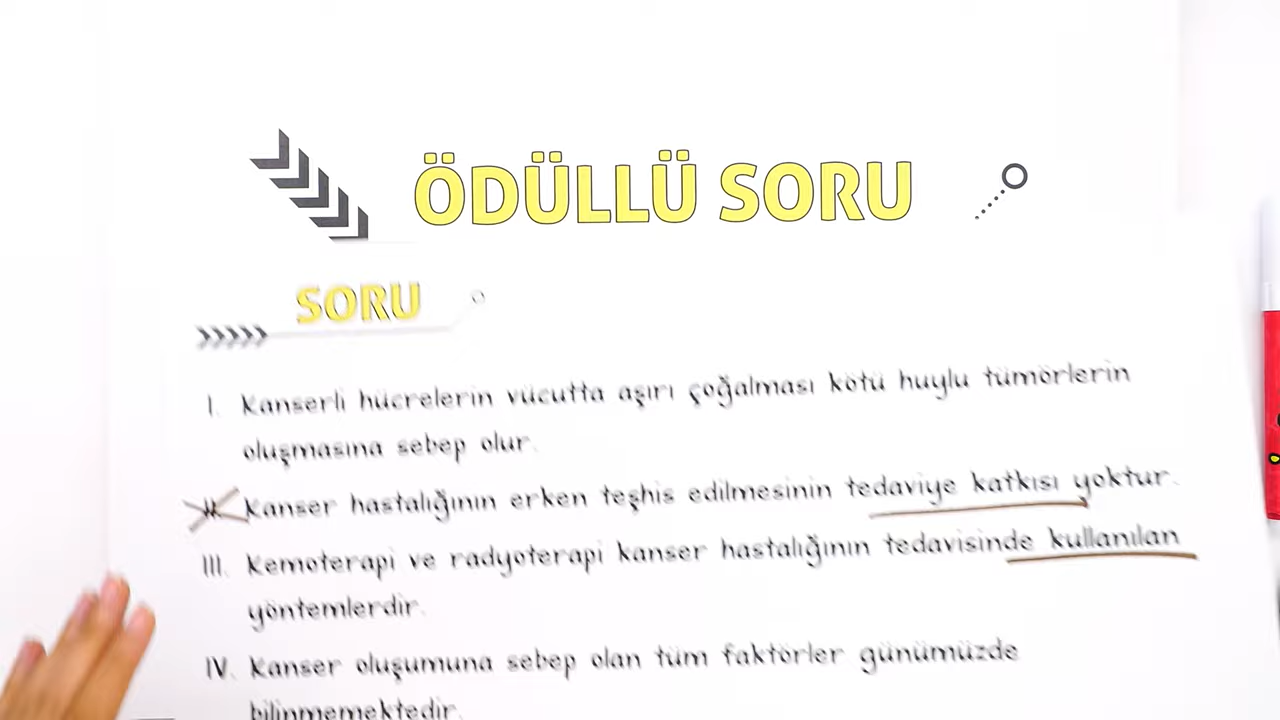 ÖDÜLLÜ SORU
SORU
I. Kanserli hücrelerin vücutta aşırı çoğalması kötü huylu tümörlerin
oluşmasına sebep olur.
II. Kanser hastalığının erken teşhis edilmesinin tedaviye katkısı yoktur.
III. Kemoterapi ve radyoterapi kanser hastalığının tedavisinde kullanılan
yöntemlerdir.
IV. Kanser oluşumuna sebep olan tüm faktörler günümüzde
bilinmemektedir.